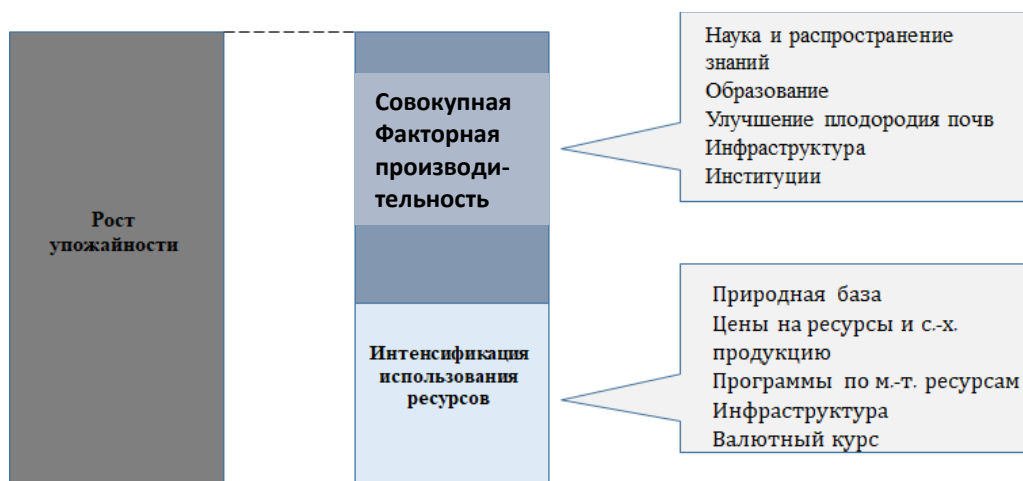 Рост
упожайности
Совокупная
Факторная
производи-
тельность
Интенсификация
использования
ресурсов
Наука и распространение
знаний
Образование
Улучшение плодородия почв
Инфраструктура
Институции
Природная база
Цены на ресурсы и с.-х.
продукцию
Программы по м.-т. ресурсам
Инфраструктура
Валютный курс